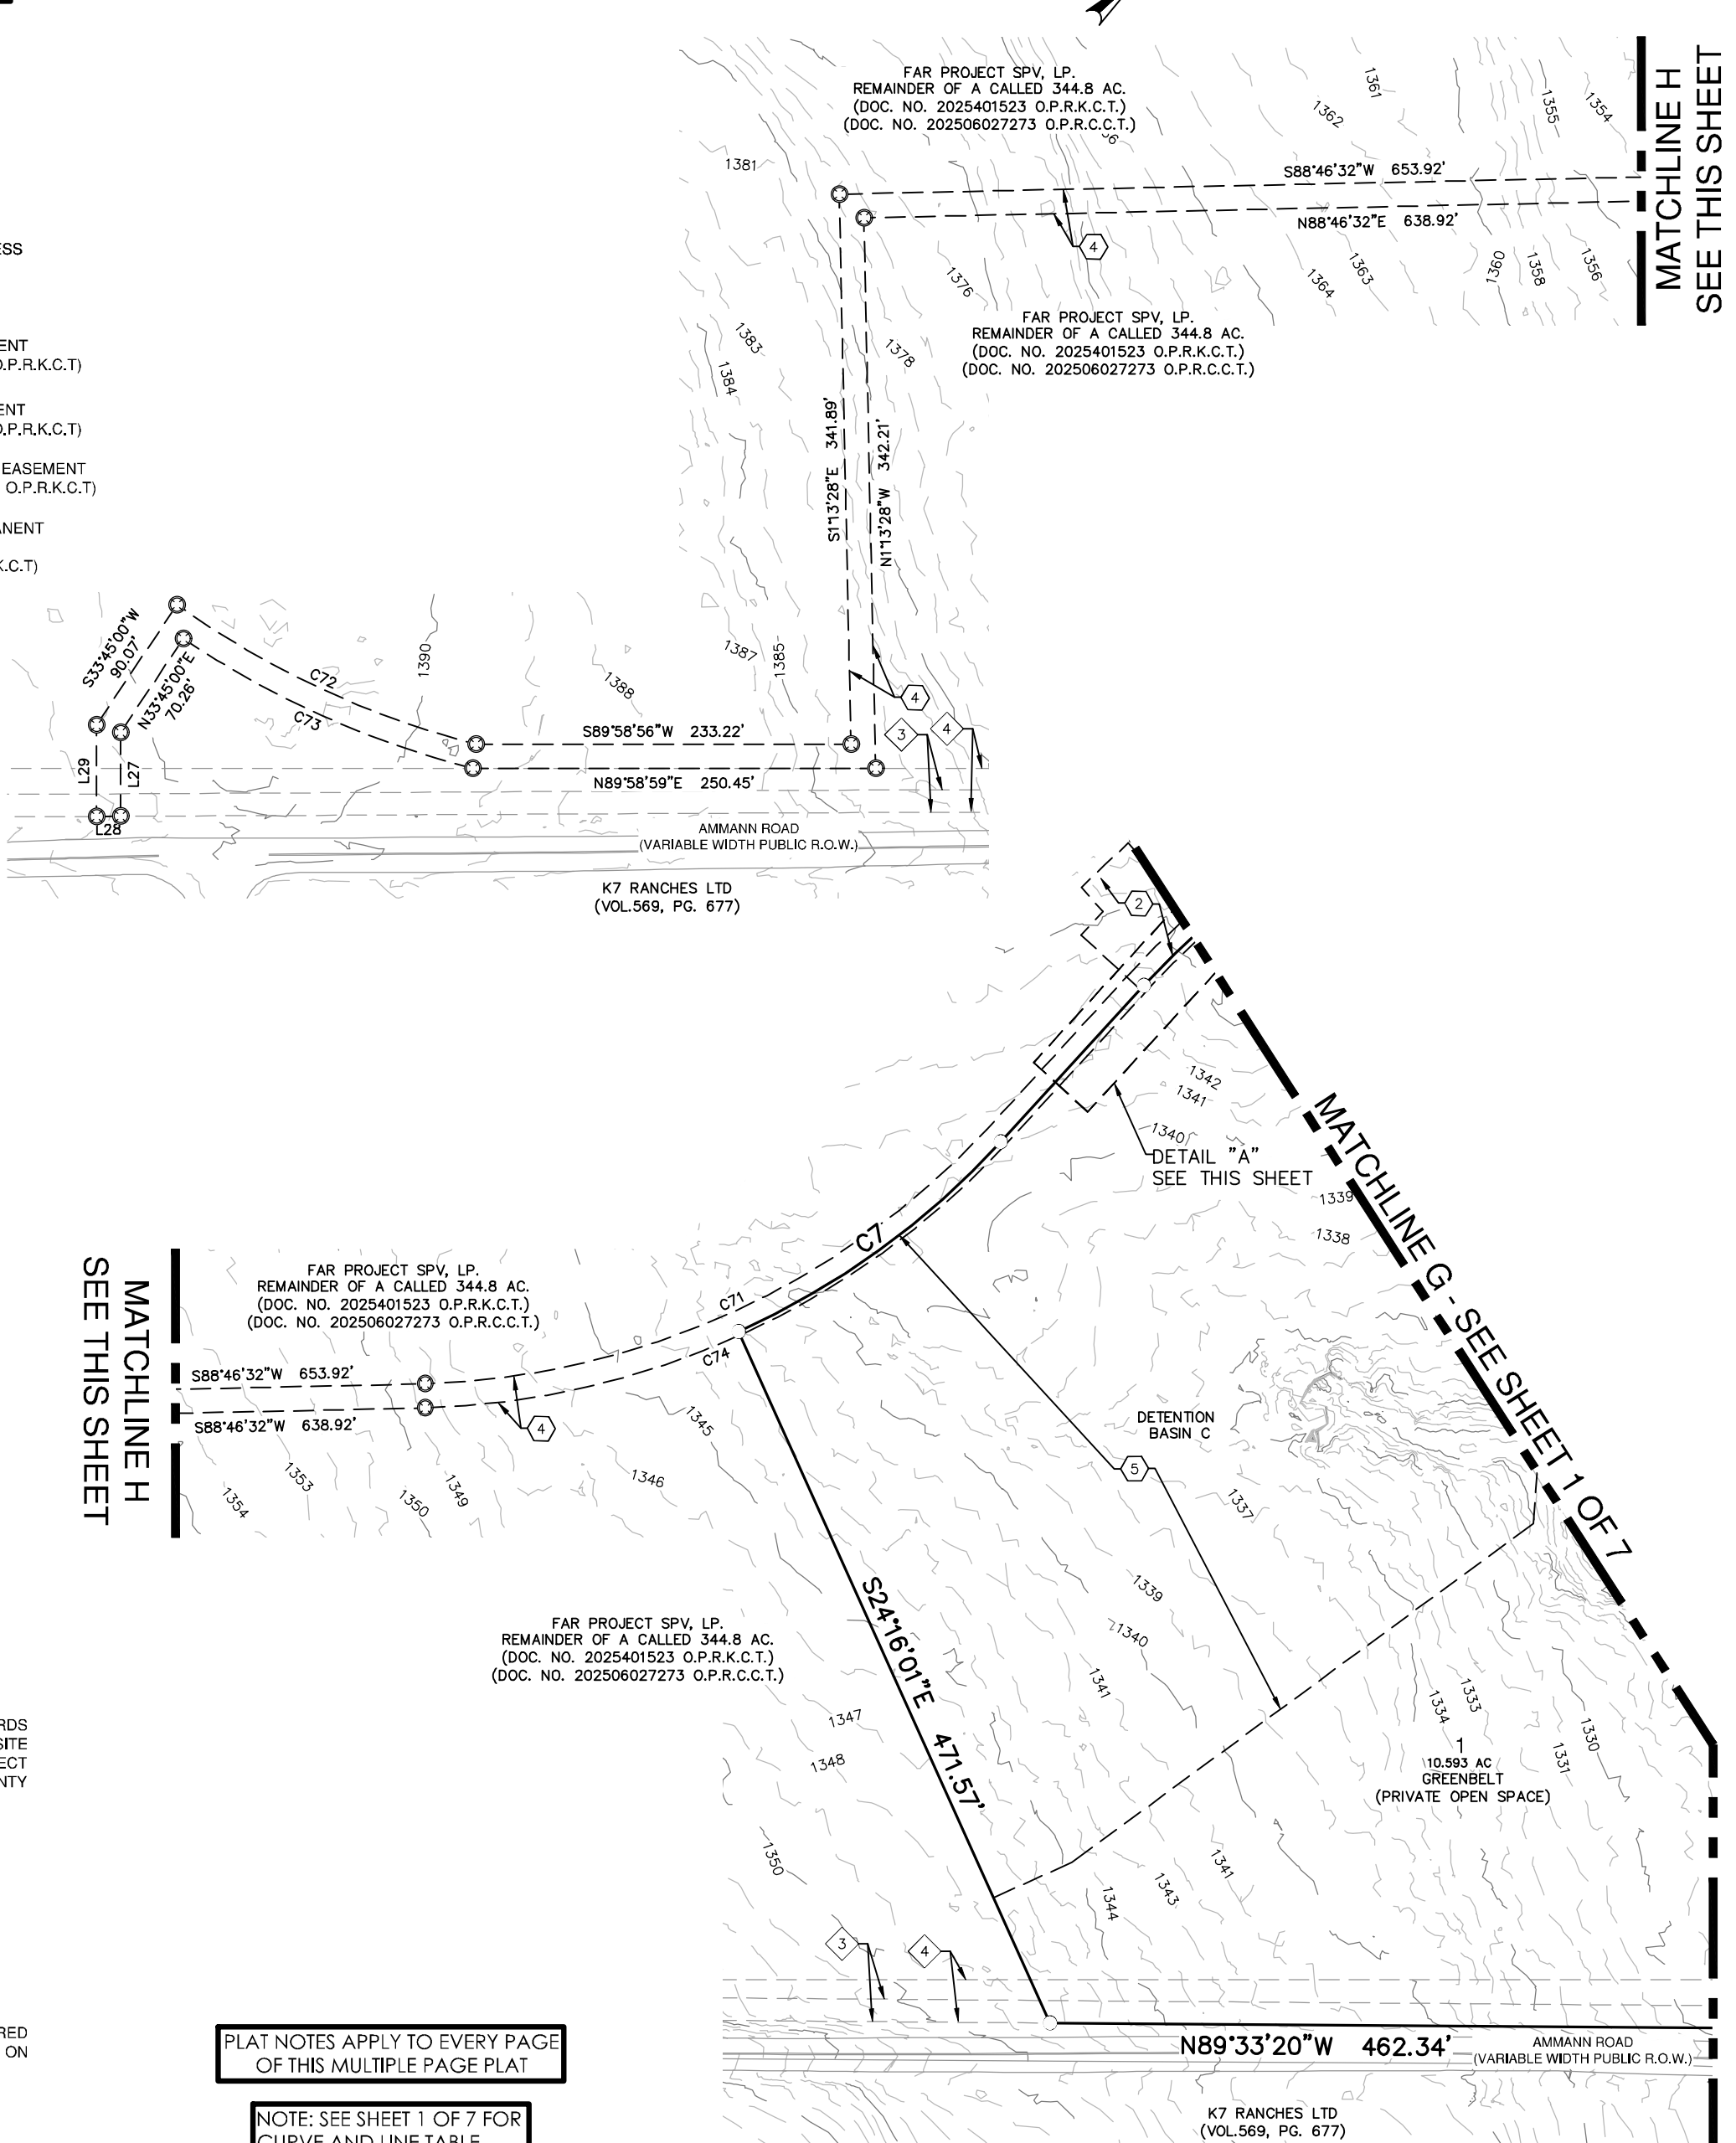 FAR PROJECT SPV, LP.
REMAINDER OF A CALLED 344.8 AC.
(DOC. NO. 2025401523 O.P.R.K.C.T.)
(DOC. NO. 202506027273 O.P.R.C.C.T.)
1361
1362
1355
1354
1381
S88°46'32"W 653.92'
N88°46'32"E 638.92'
4
MATCHLINE H
SEE THIS SHEET
1376
1364
1363
1360
1358
1356
FAR PROJECT SPV, LP.
REMAINDER OF A CALLED 344.8 AC.
(DOC. NO. 2025401523 O.P.R.K.C.T.)
(DOC. NO. 202506027273 O.P.R.C.C.T.)
1383
1384
1378
S1°13'28"E 341.89'
N1°13'28"W 342.21'
ESS
ENT
O.P.R.K.C.T)
ENT
O.P.R.K.C.T)
EASEMENT
O.P.R.K.C.T)
ANENT
K.C.T)
S33°45'00"W
90.07'
N33°45'00"E
70.26'
C72
C73
1390
1388
1387
1385
4
3
4
S89°58'56"W 233.22'
N89°58'59"E 250.45'
L29
L27
L28
AMMANN ROAD
(VARIABLE WIDTH PUBLIC R.O.W.)
K7 RANCHES LTD
(VOL.569, PG. 677)
2
1342
1341
1340
DETAIL "A"
SEE THIS SHEET
1339
1338
MATCHLINE G - SEE SHEET 1 OF 7
C7
C71
C74
MATCHLINE H
SEE THIS SHEET
FAR PROJECT SPV, LP.
REMAINDER OF A CALLED 344.8 AC.
(DOC. NO. 2025401523 O.P.R.K.C.T.)
(DOC. NO. 202506027273 O.P.R.C.C.T.)
S88°46'32"W 653.92'
S88°46'32"W 638.92'
4
1354
1353
1350
1349
1346
1345
DETENTION
BASIN C
5
1337
1339
1340
1341
S24°16'01"E 471.57'
FAR PROJECT SPV, LP.
REMAINDER OF A CALLED 344.8 AC.
(DOC. NO. 2025401523 O.P.R.K.C.T.)
(DOC. NO. 202506027273 O.P.R.C.C.T.)
1347
1348
1350
1334
1333
1330
1331
1
10.593 AC
GREENBELT
(PRIVATE OPEN SPACE)
1344
1343
1341
RDS
SITE
ECT
NTY
3
4
RED
ON
PLAT NOTES APPLY TO EVERY PAGE
OF THIS MULTIPLE PAGE PLAT
N89°33'20"W 462.34'
AMMANN ROAD
(VARIABLE WIDTH PUBLIC R.O.W.)
NOTE: SEE SHEET 1 OF 7 FOR
CURVE AND LINE TABLE
K7 RANCHES LTD
(VOL.569, PG. 677)